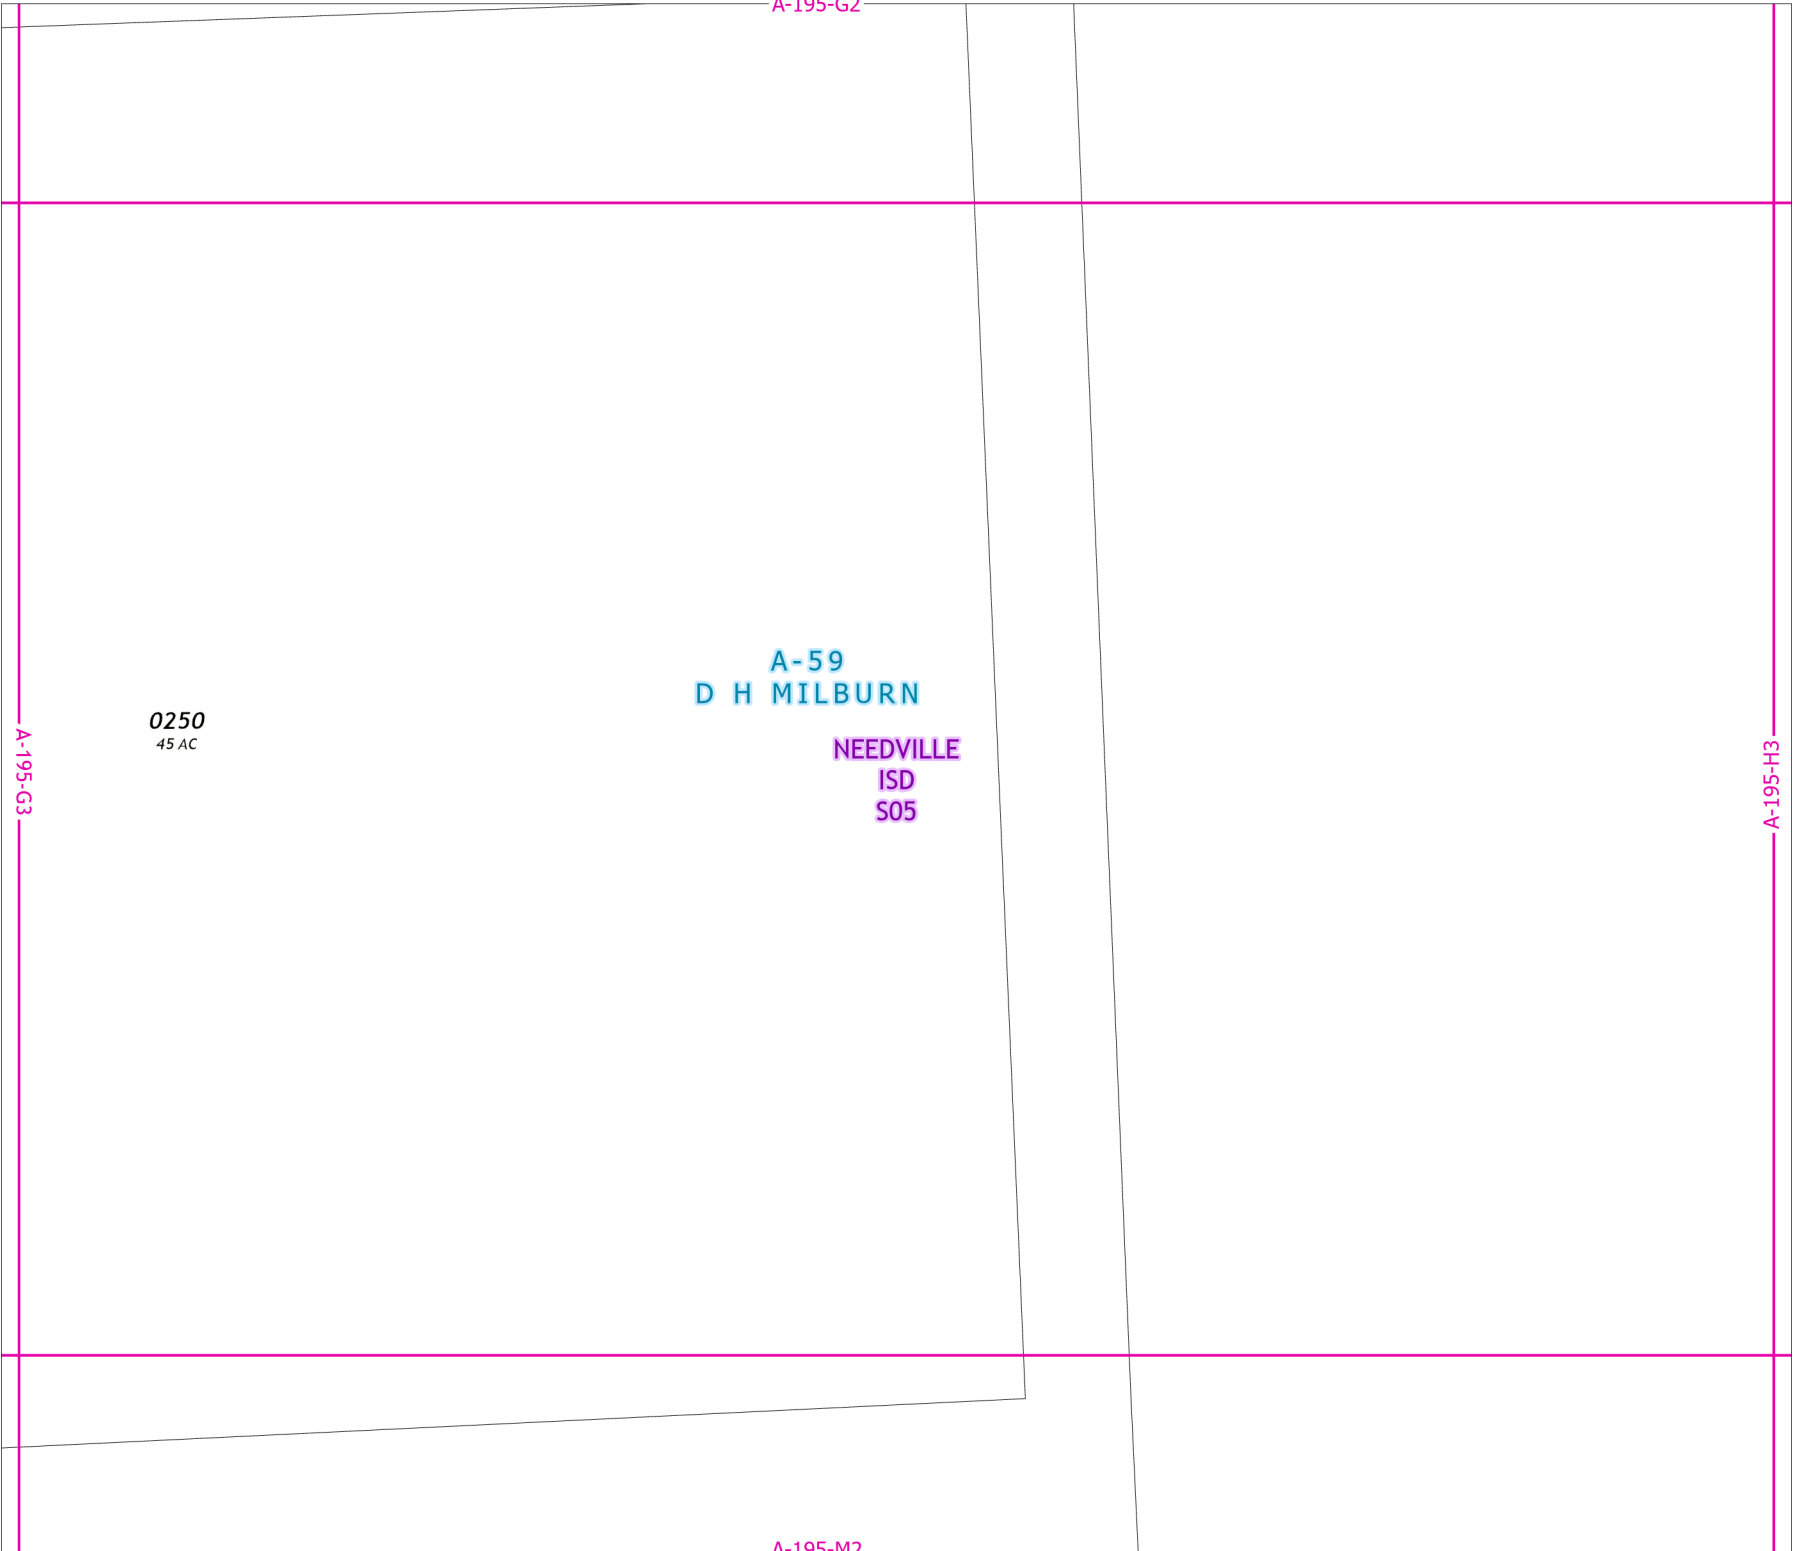 A-195-G2
A-59
D H MILBURN
0250
45 AC
NEEDVILLE
ISD
S05
A-195-G3
A-195-H3
A-195-M2